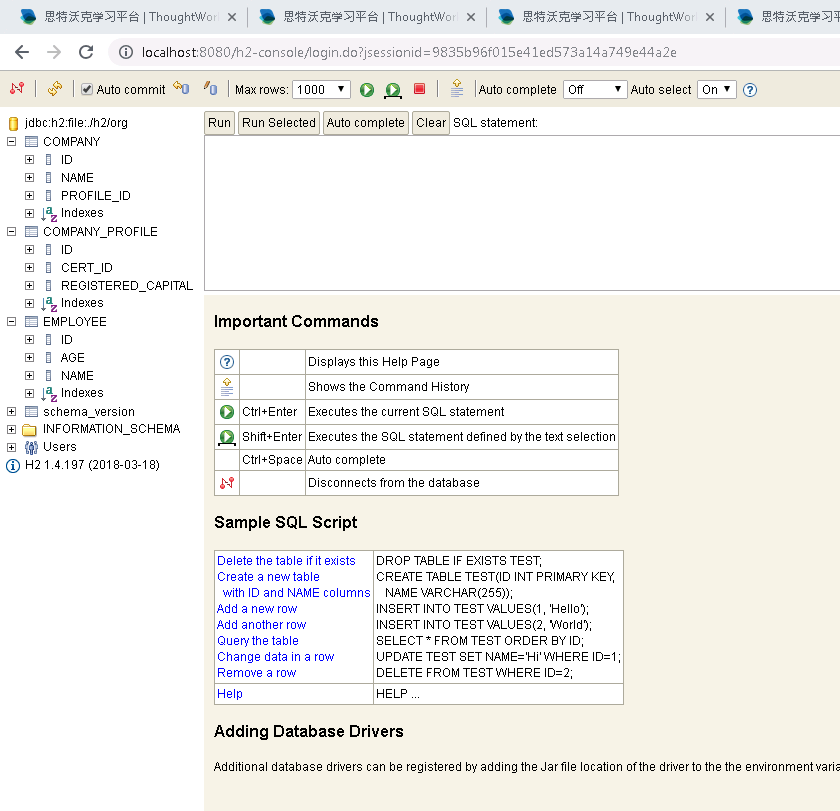 思特沃克学习平台 | ThoughtWor
思特沃克学习平台 | ThoughtWor
思特沃克学习平台 | ThoughtWor
思特沃克学习平
localhost:8080/h2-console/login.do?jsessionid=9835b96f015e41ed573a14a749e44a2e
Auto commit Max rows: 1000 Auto complete Off Auto select On
jdbc:h2:file:./h2/org
COMPANY
ID
NAME
PROFILE_ID
Indexes
COMPANY_PROFILE
ID
CERT_ID
REGISTERED_CAPITAL
Indexes
EMPLOYEE
ID
AGE
NAME
Indexes
schema_version
INFORMATION_SCHEMA
Users
H2 1.4.197 (2018-03-18)
Run Run Selected Auto complete Clear SQL statement:
Important Commands
Displays this Help Page
Shows the Command History
Ctrl+Enter Executes the current SQL statement
Shift+Enter Executes the SQL statement defined by the text selection
Ctrl+Space Auto complete
Disconnects from the database
Sample SQL Script
Delete the table if it exists DROP TABLE IF EXISTS TEST;
Create a new table CREATE TABLE TEST(ID INT PRIMARY KEY,
with ID and NAME columns NAME VARCHAR(255));
Add a new row INSERT INTO TEST VALUES(1, 'Hello');
Add another row INSERT INTO TEST VALUES(2, 'World');
Query the table SELECT * FROM TEST ORDER BY ID;
Change data in a row UPDATE TEST SET NAME='Hi' WHERE ID=1;
Remove a row DELETE FROM TEST WHERE ID=2;
Help HELP ...
Adding Database Drivers
Additional database drivers can be registered by adding the Jar file location of the driver to the the environment varia